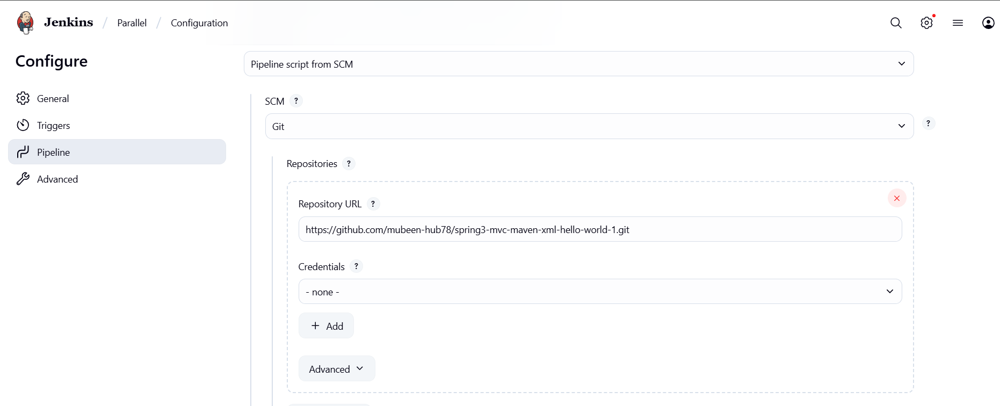 Jenkins / Parallel / Configuration
Configure
General
Triggers
Pipeline
Advanced
Pipeline script from SCM
SCM ?
Git
?
Repositories ?
Repository URL ?
https://github.com/mubeen-hub78/spring3-mvc-maven-xml-hello-world-1.git
Credentials ?
- none -
+ Add
Advanced